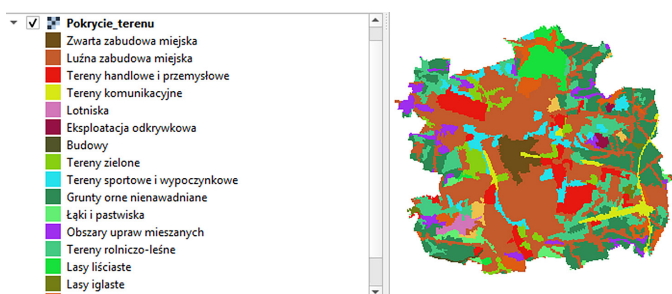 Pokrycie_terenu
Zwarta zabudowa miejska
Luźna zabudowa miejska
Tereny handlowe i przemysłowe
Tereny komunikacyjne
Lotniska
Eksploatacja odkrywkowa
Budowy
Tereny zielone
Tereny sportowe i wypoczynkowe
Grunty orne nienawadniane
Łąki i pastwiska
Obszary upraw mieszanych
Tereny rolniczo-leśne
Lasy liściaste
Lasy iglaste